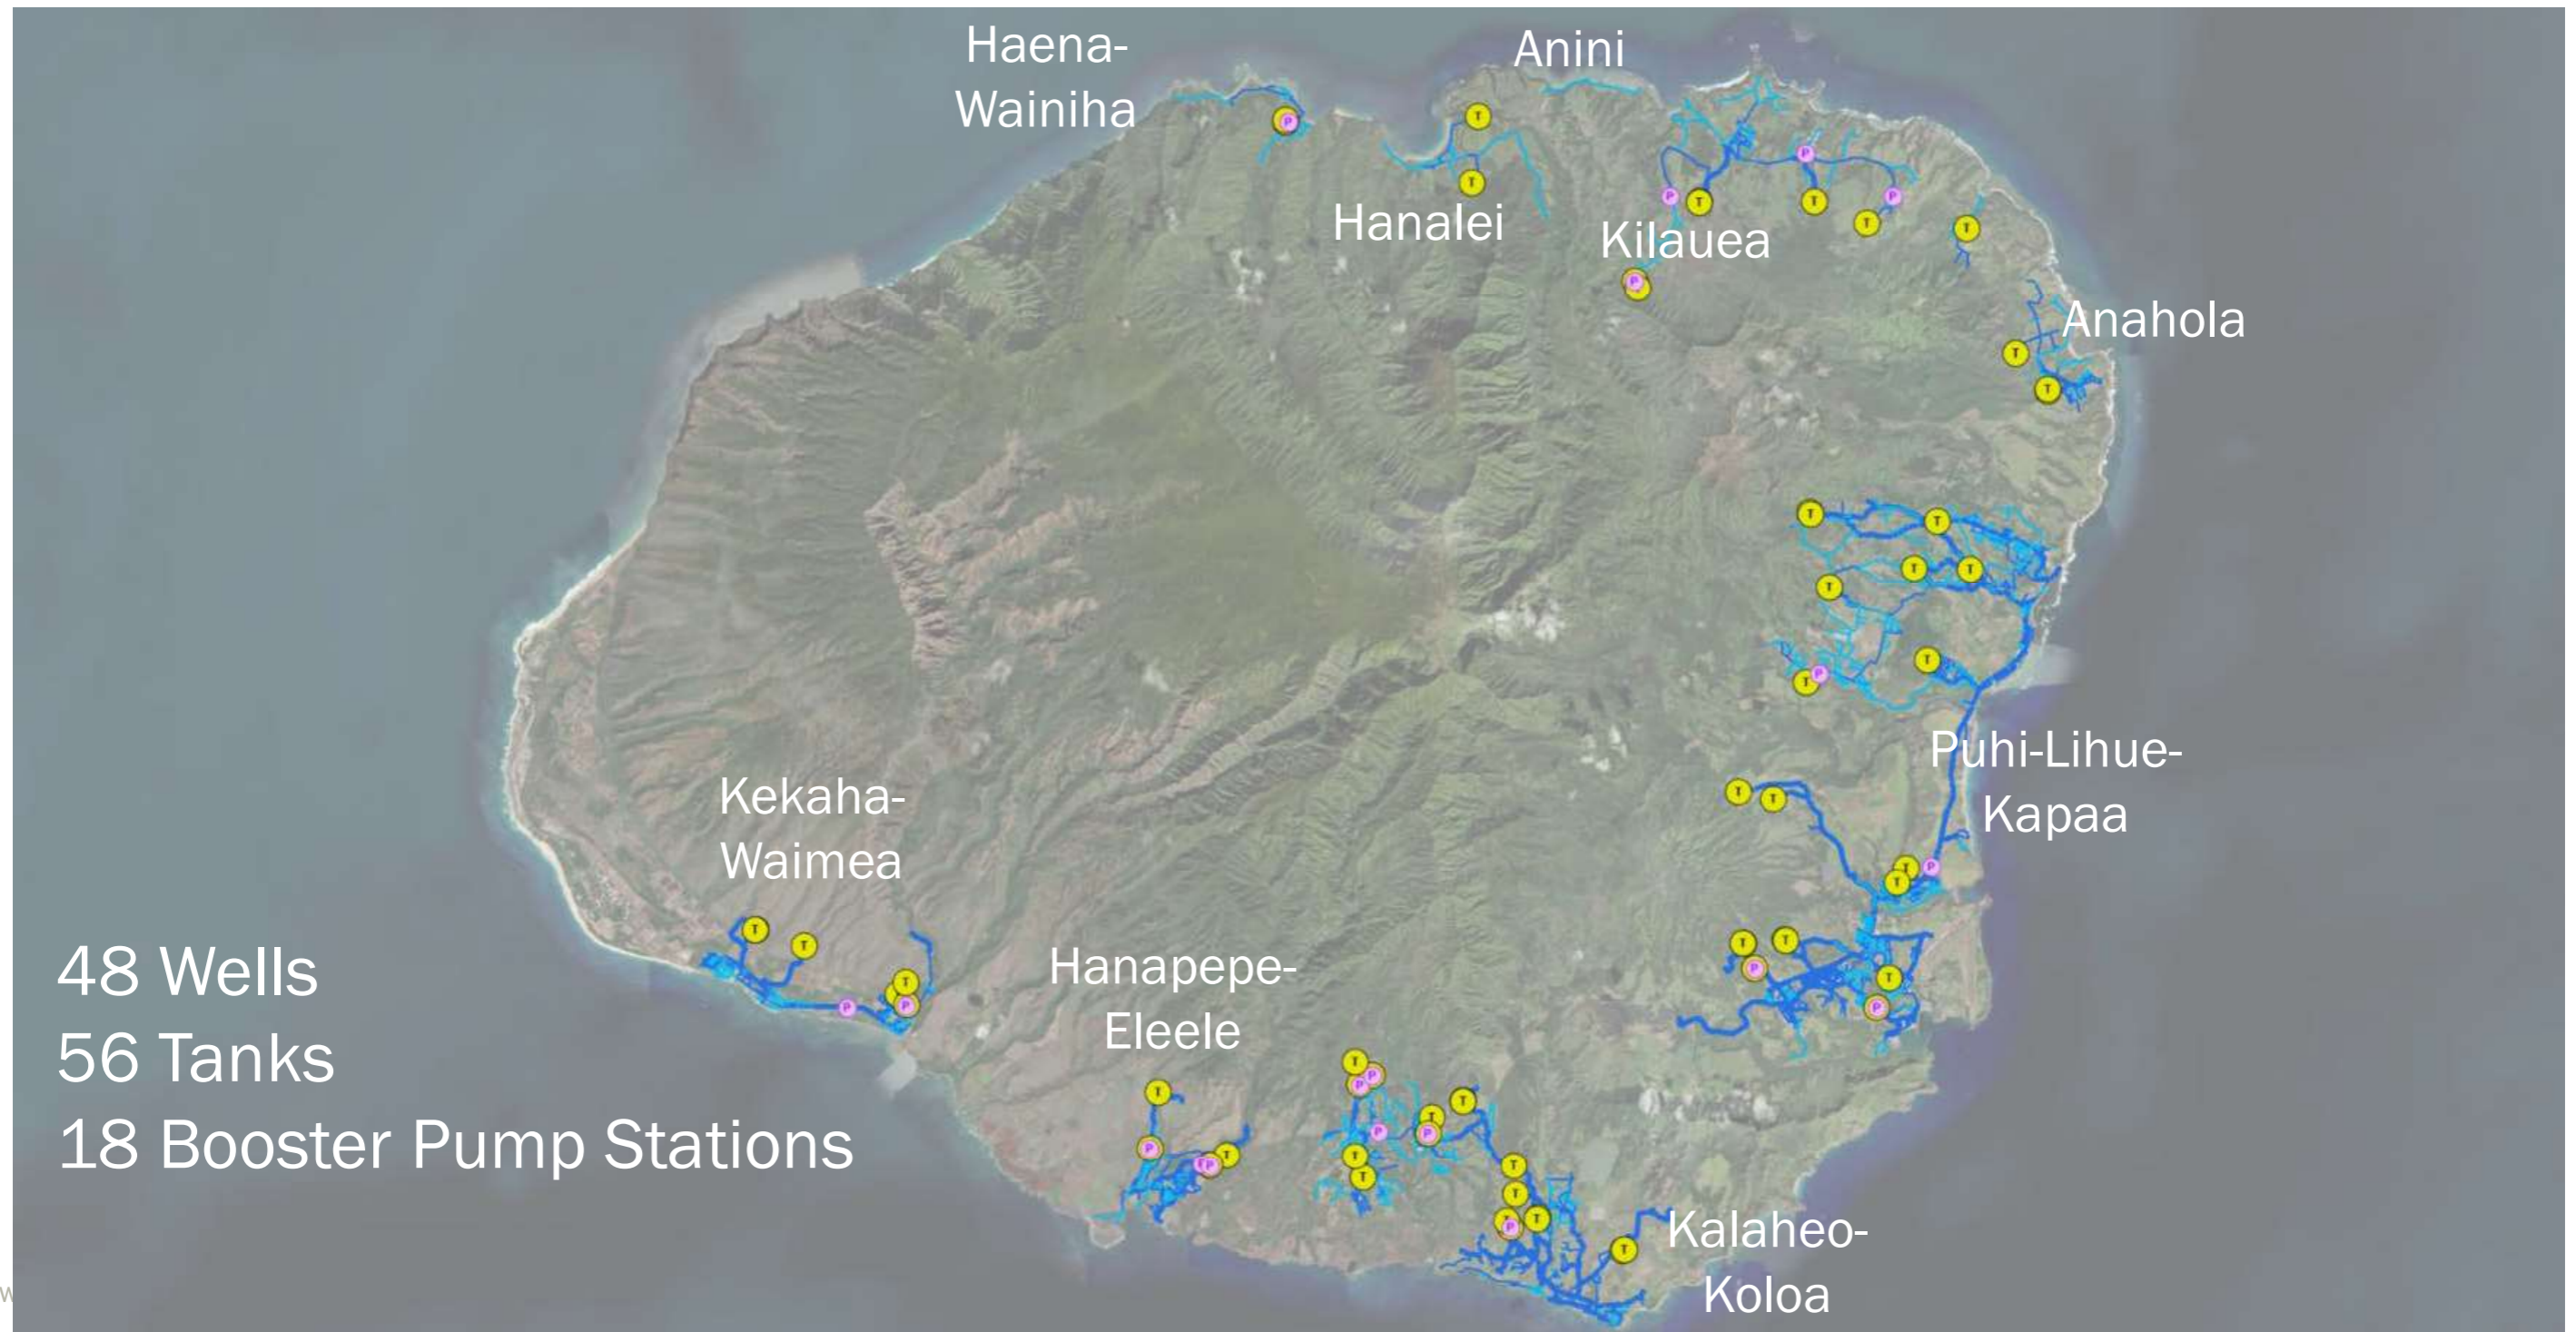 Haena-
Wainiha
Anini
Hanalei
Kilauea
Anahola
Puhi-Lihue-
Kapaa
Kekaha-
Waimea
Hanapepe-
Eleele
Kalaheo-
Koloa
48 Wells
56 Tanks
18 Booster Pump Stations